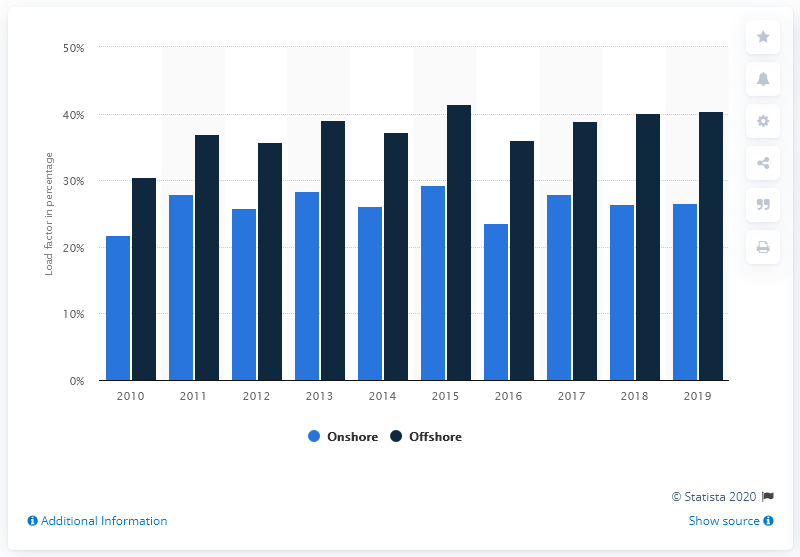 50%
40%
30%
20%
10%
0%
Load factor in percentage
2010 2011 2012 2013 2014 2015 2016 2017 2018 2019
Onshore Offshore
© Statista 2020
Additional Information Show source